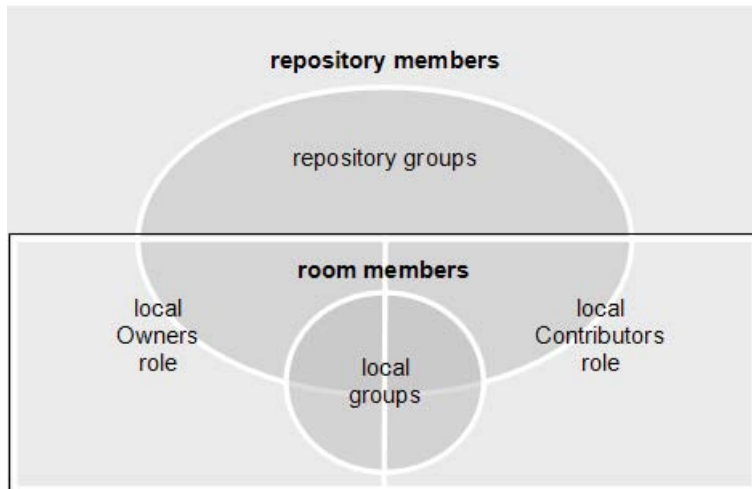 repository members
repository groups
room members
local
Owners
role
local
groups
local
Contributors
role